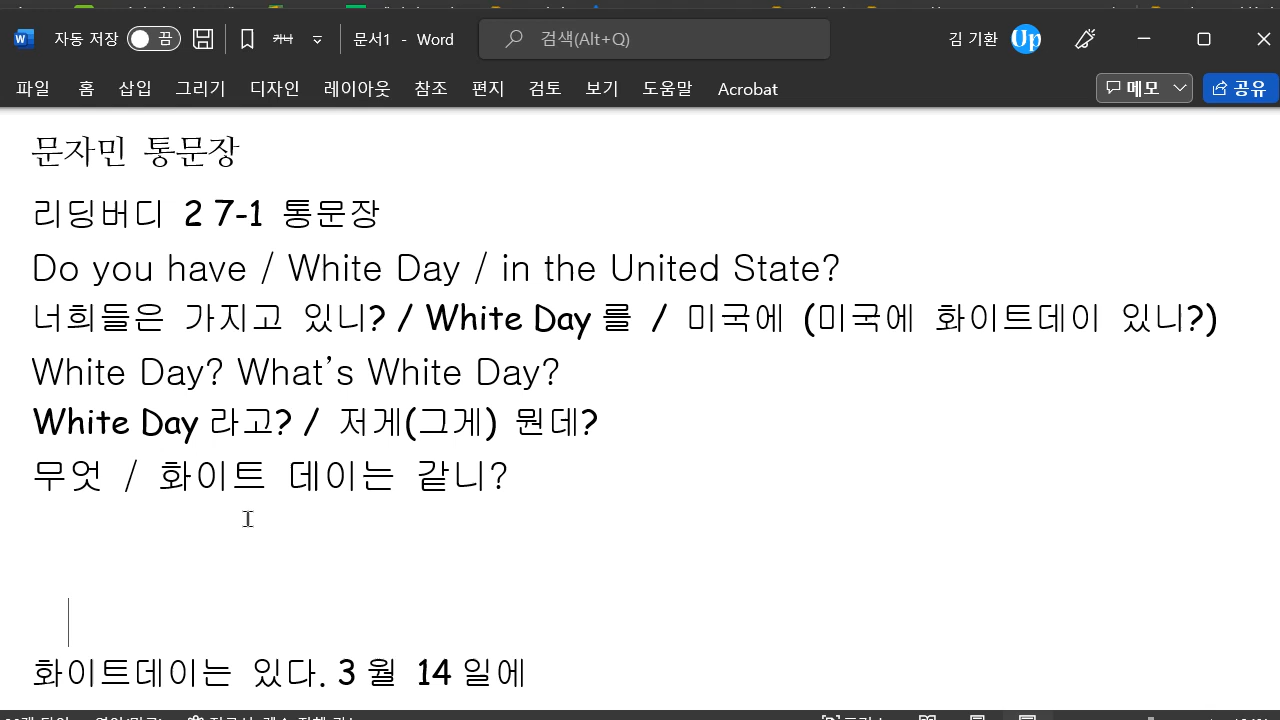 자동 저장 끔 가나 문서1 - Word 검색(Alt+Q) 김 기환 Up
파일 홈 삽입 그리기 디자인 레이아웃 참조 편지 검토 보기 도움말 Acrobat 메모 공유
문자민 통문장
리딩버디 2 7-1 통문장
Do you have / White Day / in the United State?
너희들은 가지고 있니? / White Day 를 / 미국에 (미국에 화이트데이 있니?)
White Day? What's White Day?
White Day 라고? / 저게(그게) 뭔데?
무엇 / 화이트 데이는 같니?
화이트데이는 있다. 3 월 14 일에